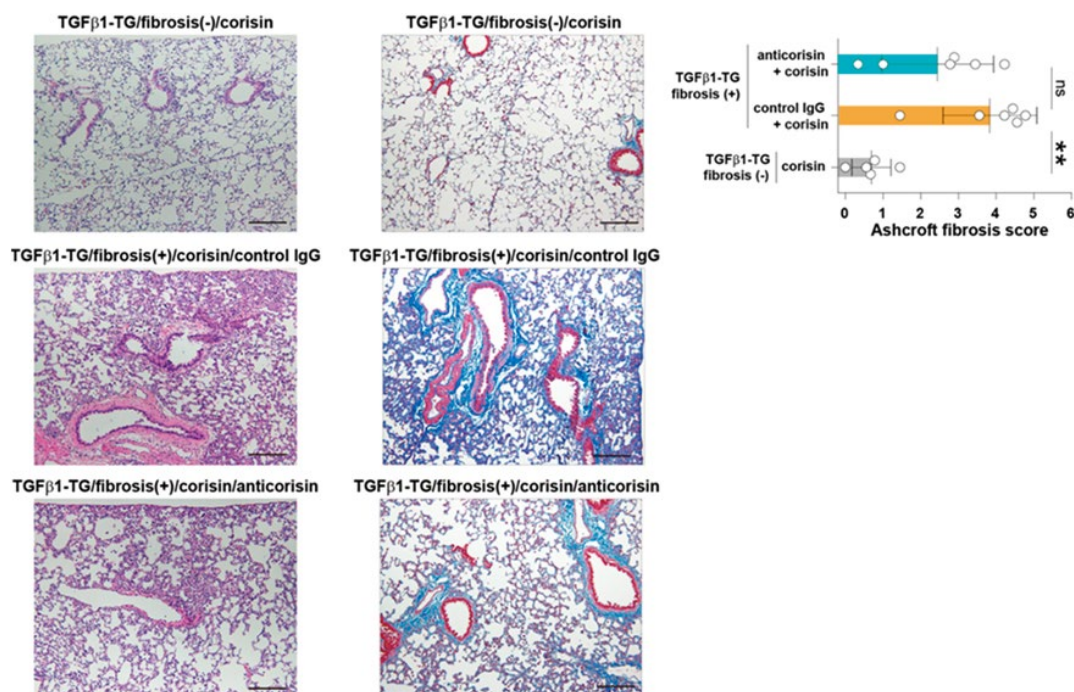 TGFβ1-TG/fibrosis(-)/corisin
TGFβ1-TG/fibrosis(-)/corisin
TGFβ1-TG/fibrosis(+)/corisin/control IgG
TGFβ1-TG/fibrosis(+)/corisin/control IgG
TGFβ1-TG/fibrosis(+)/corisin/anticorisin
TGFβ1-TG/fibrosis(+)/corisin/anticorisin
TGFβ1-TG
fibrosis (+)
anticorisin
+ corisin
control IgG
+ corisin
TGFβ1-TG
fibrosis (-)
corisin
ns
**
0 1 2 3 4 5 6
Ashcroft fibrosis score